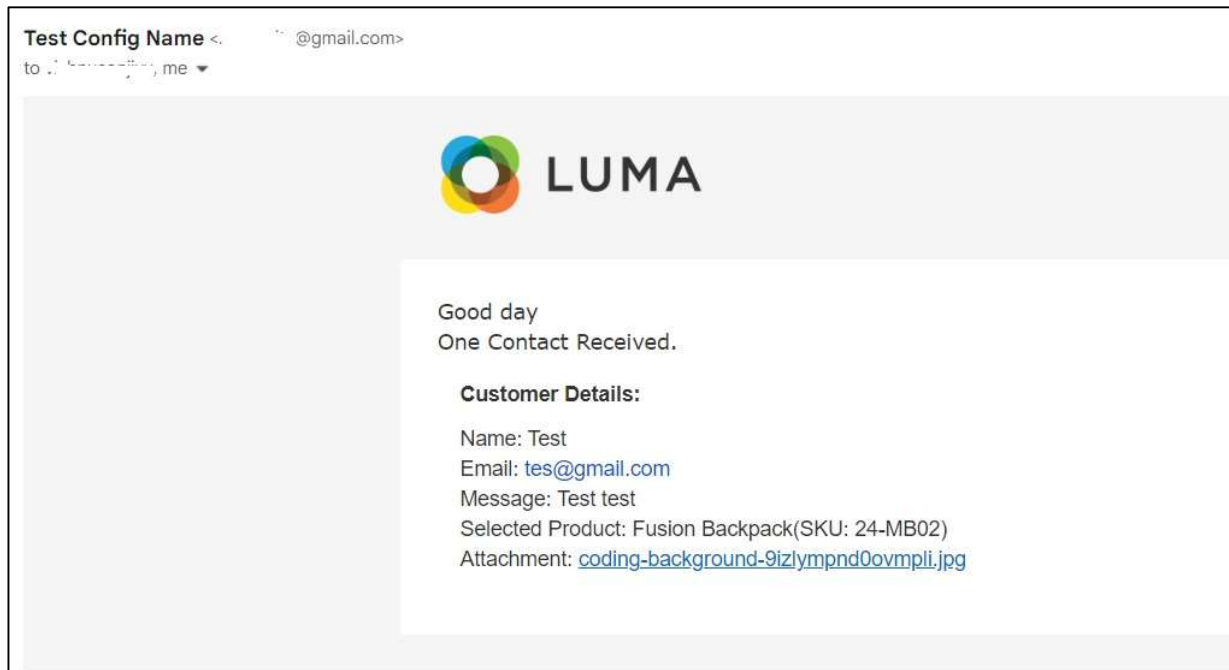 Test Config Name < @gmail.com>
to , me
LUMA
Good day
One Contact Received.
Customer Details:
Name: Test
Email: tes@gmail.com
Message: Test test
Selected Product: Fusion Backpack(SKU: 24-MB02)
Attachment: coding-background-9izlympnd0ovmpli.jpg